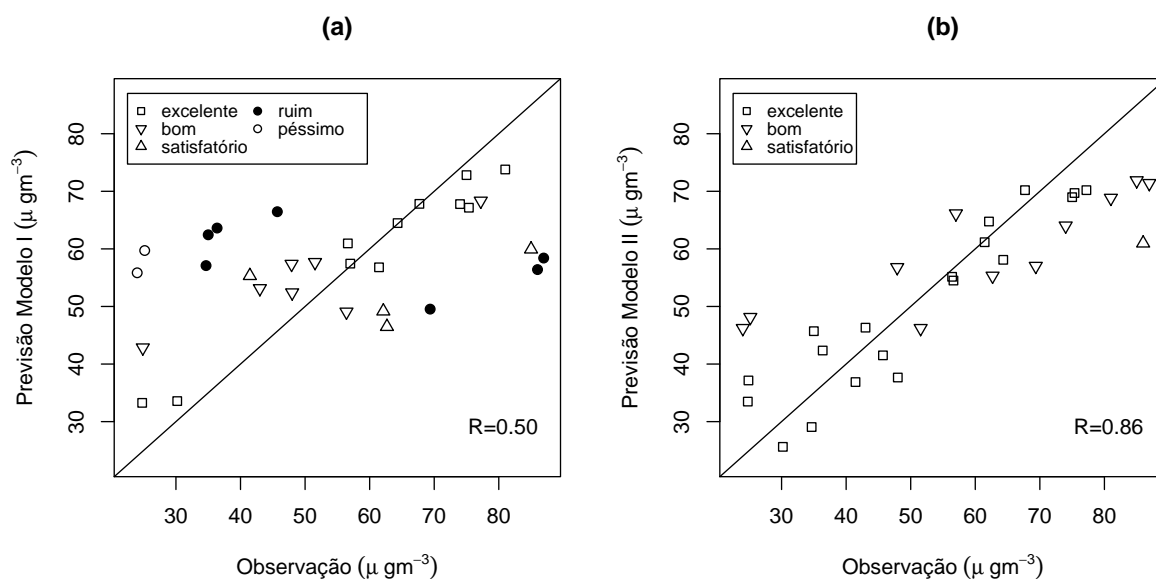 (a)
excelente
bom
satisfatório
ruim
péssimo
R=0.50
80
70
60
50
40
30
Previsão Modelo I (μ gm⁻³)
30 40 50 60 70 80
Observação (μ gm⁻³)
(b)
excelente
bom
satisfatório
R=0.86
80
70
60
50
40
30
Previsão Modelo II (μ gm⁻³)
30 40 50 60 70 80
Observação (μ gm⁻³)